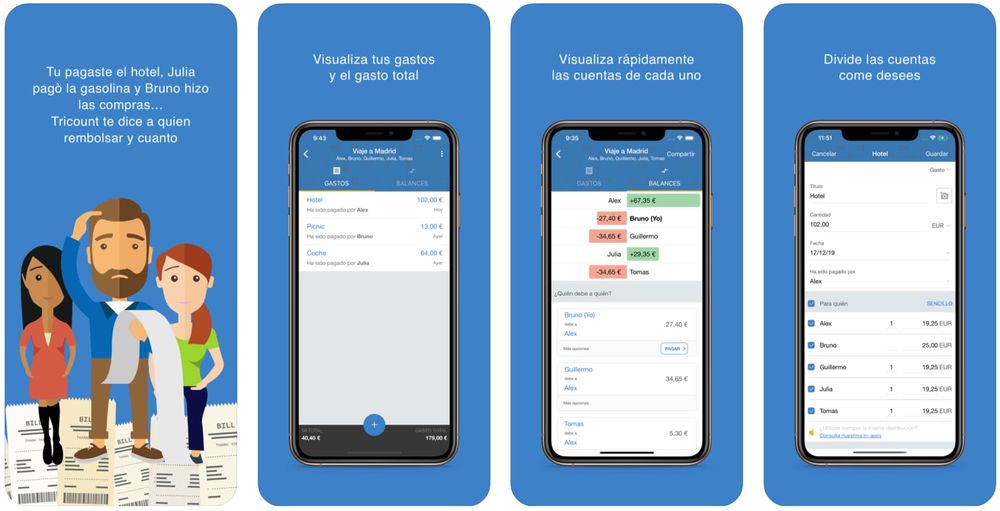 Tu pagaste el hotel, Julia
pagò la gasolina y Bruno hizo
las compras...
Tricount te dice a quien
rembolsar y cuanto
BILL
BILL
Visualiza tus gastos
y el gasto total
9:43
Viaje a Madrid
Alex, Bruno, Guillermo, Julia, Tomas
GASTOS BALANCES
Hotel 102,00 €
Ha sido pagado por Alex Hoy
Picnic 13,00 €
Ha sido pagado por Bruno Ayer
Coche 64,00 €
Ha sido pagado por Julia Ayer
+
MI TOTAL GASTO TOTAL
40,40 € 179,00 €
Visualiza rápidamente
las cuentas de cada uno
9:35
Viaje a Madrid
Alex, Bruno, Guillermo, Julia, Tomas
Compartir
GASTOS BALANCES
Alex +67,35 €
-27,40 € Bruno (Yo)
-34,65 € Guillermo
Julia +29,35 €
-34,65 € Tomas
¿Quién debe a quién?
Bruno (Yo)
debe a
Alex
27,40 €
Más opciones PAGAR >
Guillermo
debe a
Alex
34,65 €
Más opciones
Tomas
debe a
Alex
5,30 €
Divide las cuentas
come desees
11:51
Cancelar Hotel Guardar
Gasto
Título
Hotel
Cantidad
102,00 EUR
Fecha
17/12/19
Ha sido pagado por
Alex
Para quién SENCILLO
Alex 1 19,25 EUR
Bruno 25,00 EUR
Guillermo 1 19,25 EUR
Julia 1 19,25 EUR
Tomas 1 19,25 EUR
¿Utilizas siempre la misma distribución?
Consulta nuestros in-apps